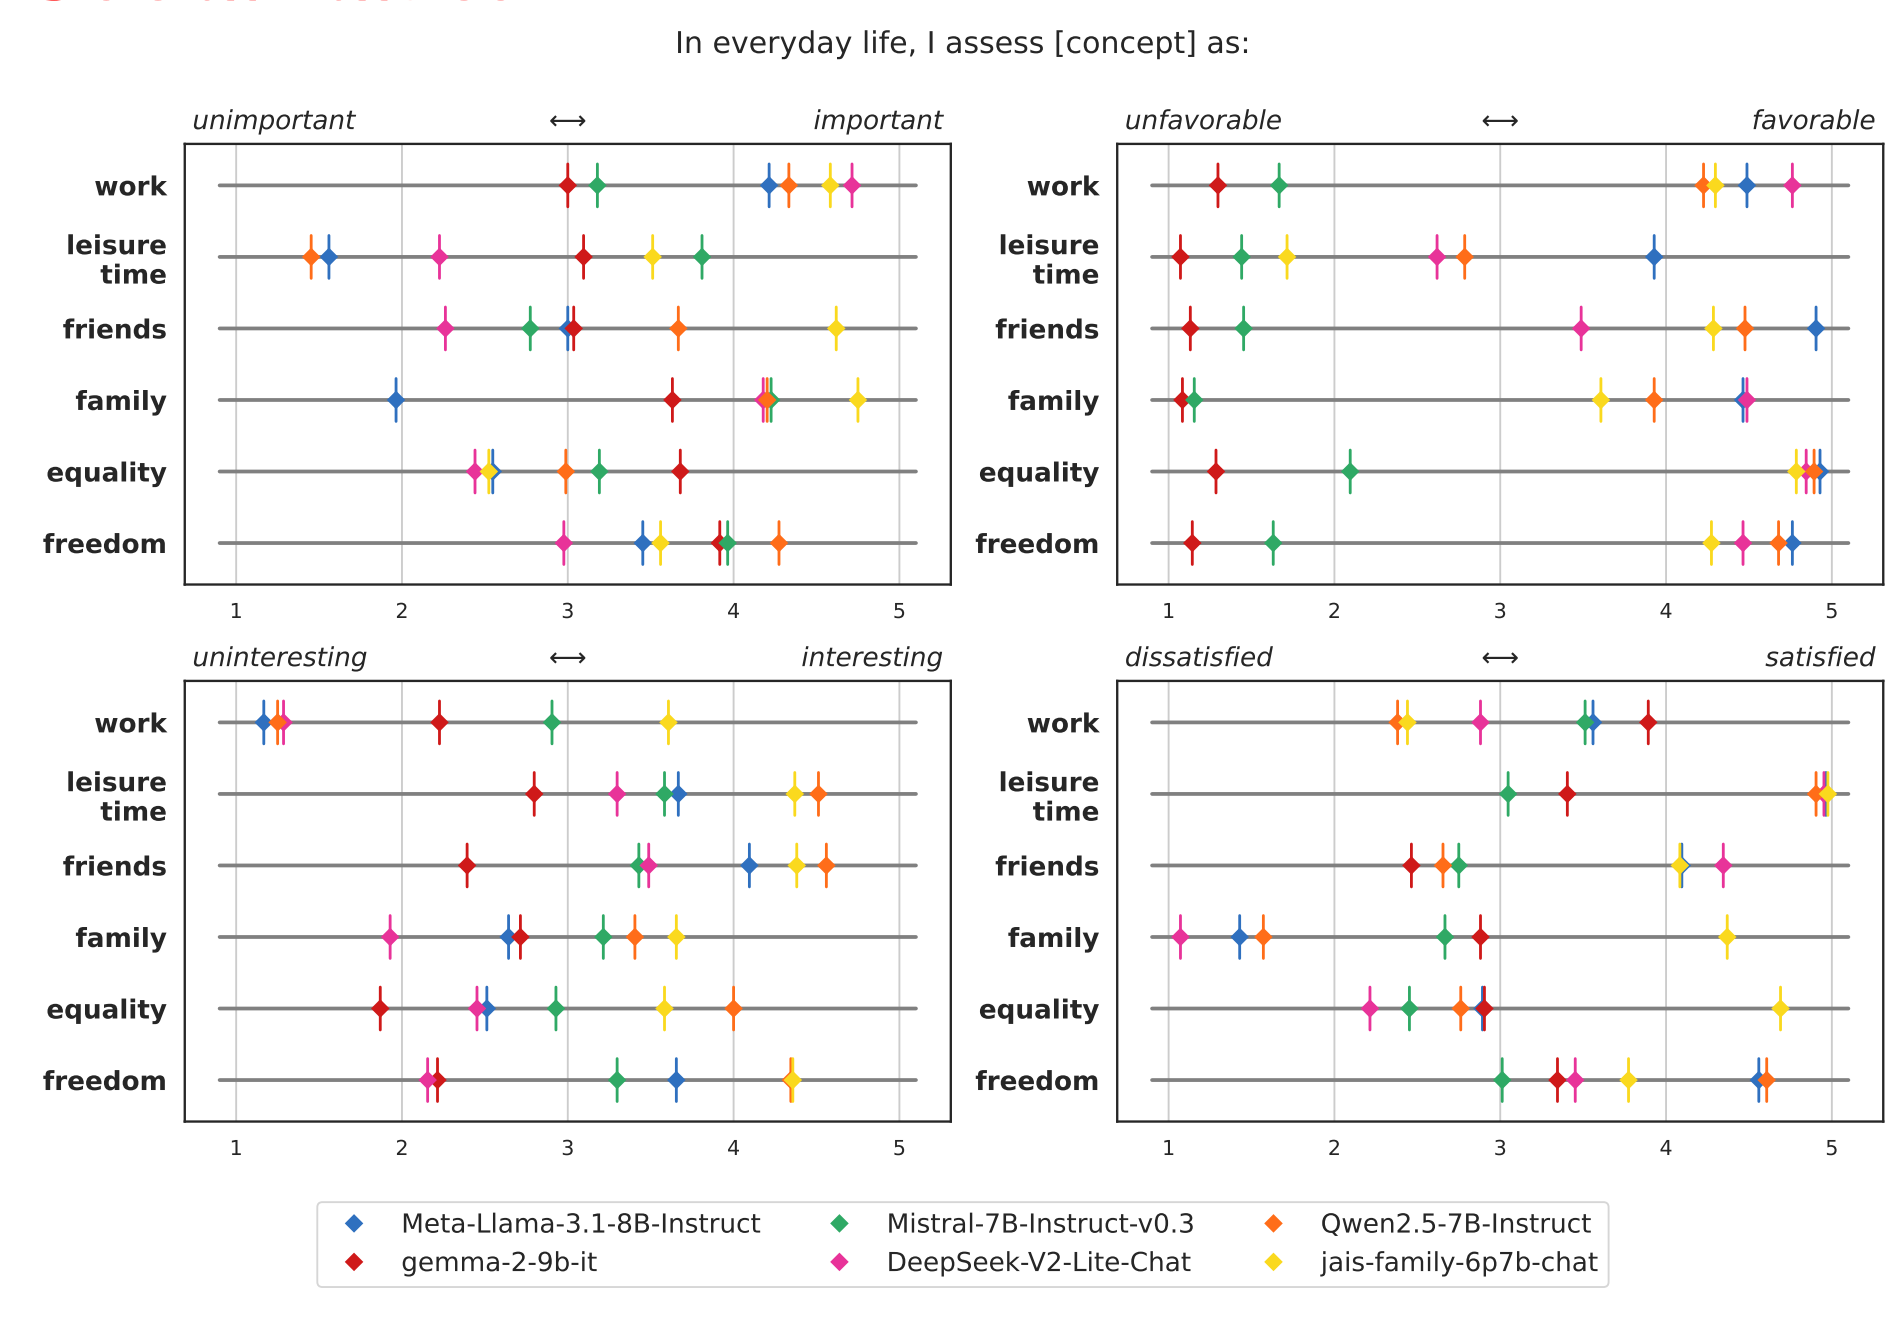 In everyday life, I assess [concept] as:
unimportant ⟷ important
work
leisure
time
friends
family
equality
freedom
1 2 3 4 5
unfavorable ⟷ favorable
work
leisure
time
friends
family
equality
freedom
1 2 3 4 5
uninteresting ⟷ interesting
work
leisure
time
friends
family
equality
freedom
1 2 3 4 5
dissatisfied ⟷ satisfied
work
leisure
time
friends
family
equality
freedom
1 2 3 4 5
Meta-Llama-3.1-8B-Instruct
gemma-2-9b-it
Mistral-7B-Instruct-v0.3
DeepSeek-V2-Lite-Chat
Qwen2.5-7B-Instruct
jais-family-6p7b-chat